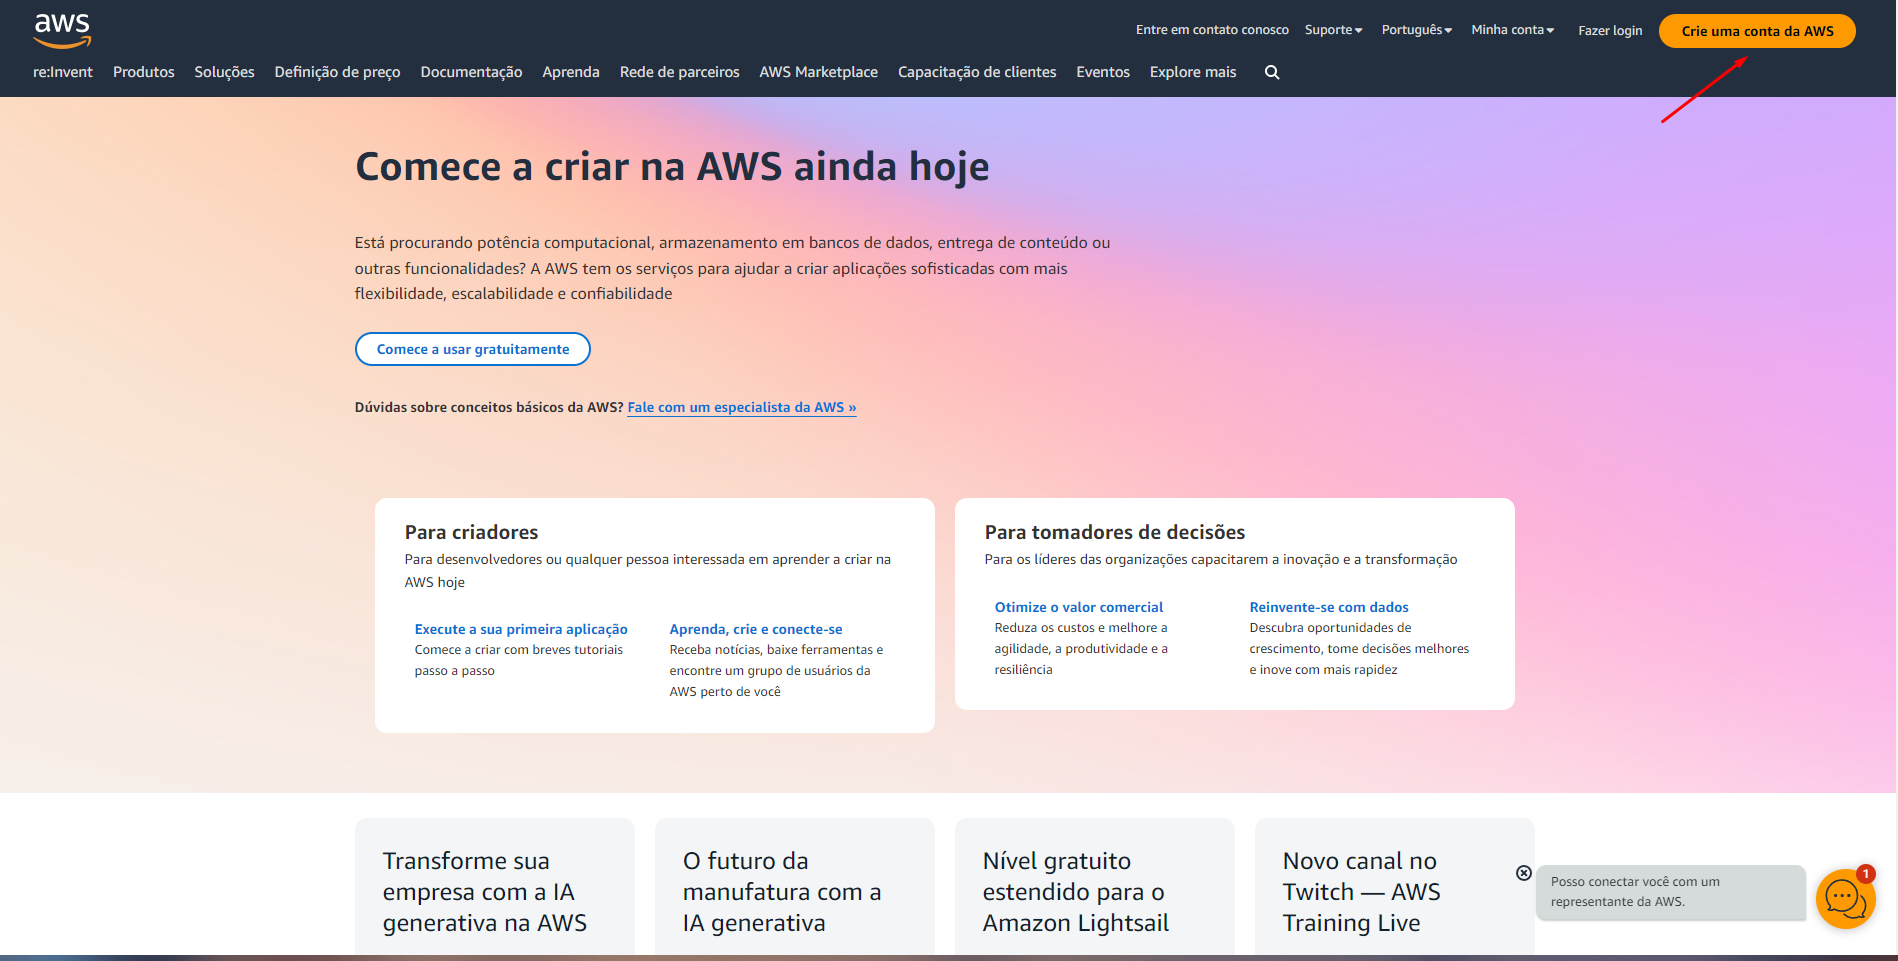 aws
Entre em contato conosco Suporte Português Minha conta Fazer login Crie uma conta da AWS
re:Invent Produtos Soluções Definição de preço Documentação Aprenda Rede de parceiros AWS Marketplace Capacitação de clientes Eventos Explore mais
Comece a criar na AWS ainda hoje
Está procurando potência computacional, armazenamento em bancos de dados, entrega de conteúdo ou
outras funcionalidades? A AWS tem os serviços para ajudar a criar aplicações sofisticadas com mais
flexibilidade, escalabilidade e confiabilidade
Comece a usar gratuitamente
Dúvidas sobre conceitos básicos da AWS? Fale com um especialista da AWS »
Para criadores
Para desenvolvedores ou qualquer pessoa interessada em aprender a criar na
AWS hoje
Execute a sua primeira aplicação
Comece a criar com breves tutoriais
passo a passo
Aprenda, crie e conecte-se
Receba notícias, baixe ferramentas e
encontre um grupo de usuários da
AWS perto de você
Para tomadores de decisões
Para os líderes das organizações capacitarem a inovação e a transformação
Otimize o valor comercial
Reduza os custos e melhore a
agilidade, a produtividade e a
resiliência
Reinvente-se com dados
Descubra oportunidades de
crescimento, tome decisões melhores
e inove com mais rapidez
Transforme sua
empresa com a IA
generativa na AWS
O futuro da
manufatura com a
IA generativa
Nível gratuito
estendido para o
Amazon Lightsail
Novo canal no
Twitch — AWS
Training Live
Posso conectar você com um
representante da AWS.
1